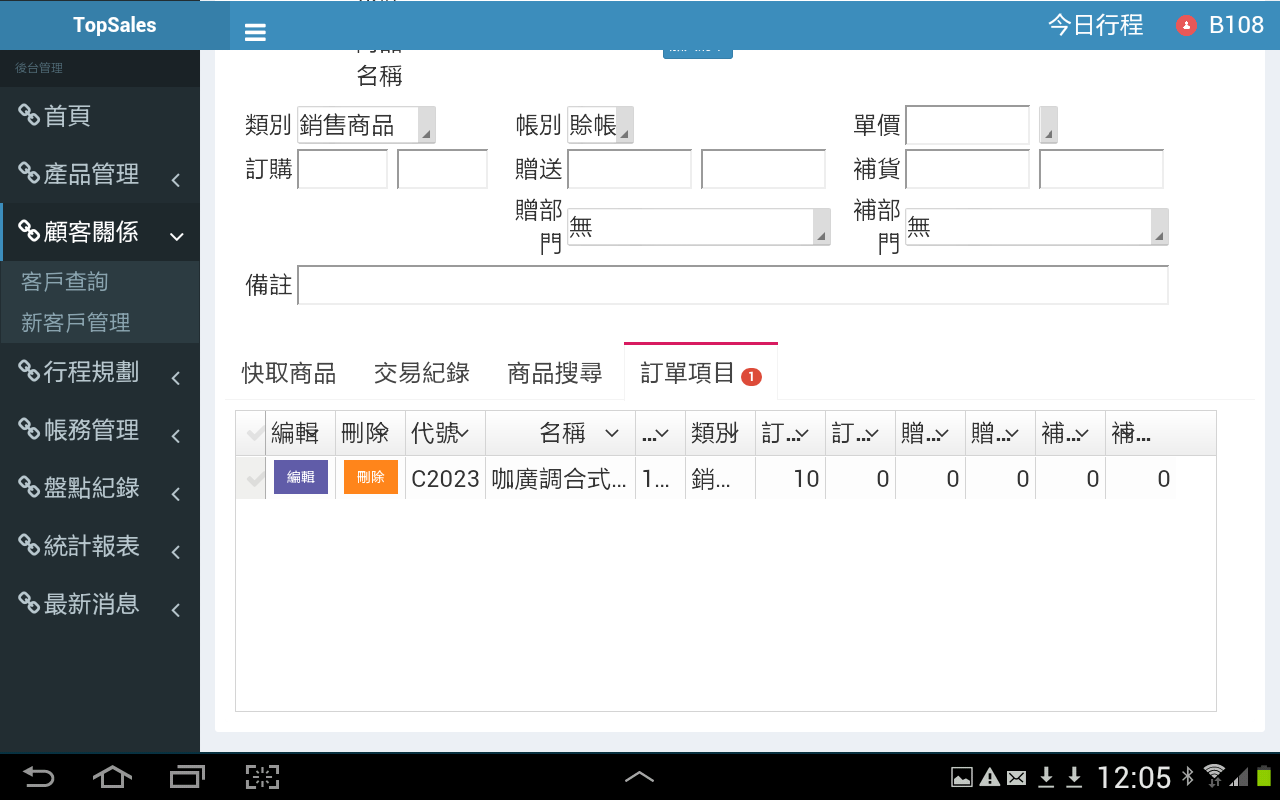 TopSales
今日行程
B108
後台管理
首頁
產品管理
顧客關係
客戶查詢
新客戶管理
行程規劃
帳務管理
盤點紀錄
統計報表
最新消息
名稱
類別 銷售商品 帳別 賒帳 單價
訂購 贈送 補貨
贈部門 無 補部門 無
備註
快取商品 交易紀錄 商品搜尋 訂單項目 1
編輯 刪除 代號 名稱 ... 類別 訂... 訂... 贈... 贈... 補... 補...
編輯 刪除 C2023 咖廣調合式... 1... 銷... 10 0 0 0 0 0
12:05